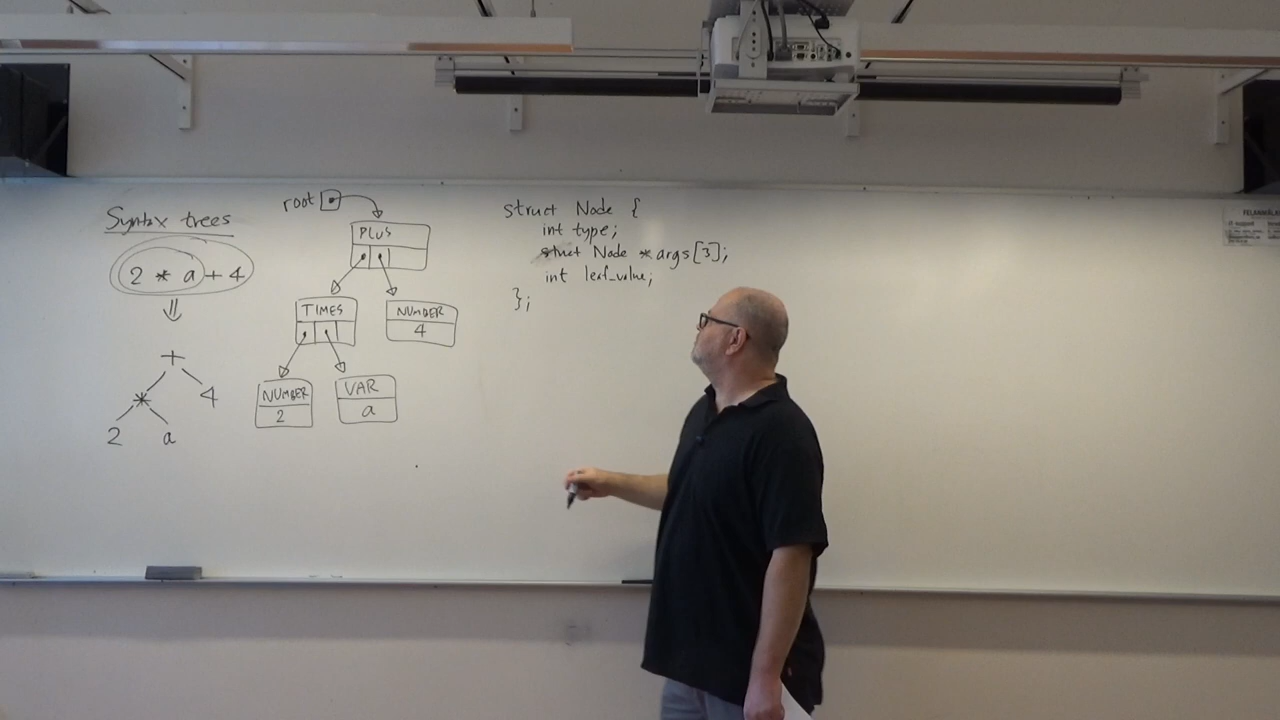 Syntax trees
2 * a + 4
⇓
+
* 4
2 a
root
PLUS
TIMES
NUMBER
4
NUMBER
2
VAR
a
struct Node {
int type;
struct Node *args[3];
int leaf_value;
};